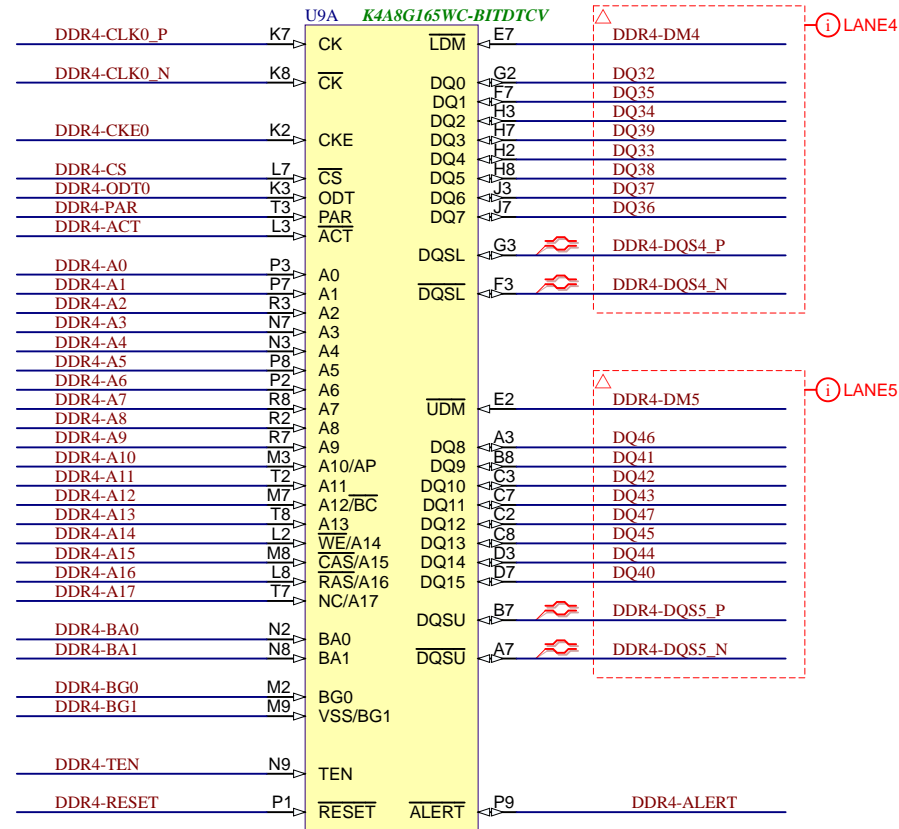 U9A K4A8G165WC-BITDTCV
DDR4-CLK0_P K7 CK LDM E7 DDR4-DM4 i LANE4
DDR4-CLK0_N K8 CK DQ0 G2 DQ32
DQ1 F7 DQ35
DQ2 H3 DQ34
DDR4-CKE0 K2 CKE DQ3 H7 DQ39
DQ4 H2 DQ33
DDR4-CS L7 CS DQ5 H8 DQ38
DDR4-ODT0 K3 ODT DQ6 J3 DQ37
DDR4-PAR T3 PAR DQ7 J7 DQ36
DDR4-ACT L3 ACT
DQSL G3 DDR4-DQS4_P
DDR4-A0 P3 A0
DDR4-A1 P7 A1 DQSL F3 DDR4-DQS4_N
DDR4-A2 R3 A2
DDR4-A3 N7 A3
DDR4-A4 N3 A4
DDR4-A5 P8 A5
DDR4-A6 P2 A6 i LANE5
DDR4-A7 R8 A7 UDM E2 DDR4-DM5
DDR4-A8 R2 A8
DDR4-A9 R7 A9 DQ8 A3 DQ46
DDR4-A10 M3 A10/AP DQ9 B8 DQ41
DDR4-A11 T2 A11 DQ10 C3 DQ42
DDR4-A12 M7 A12/BC DQ11 C7 DQ43
DDR4-A13 T8 A13 DQ12 C2 DQ47
DDR4-A14 L2 WE/A14 DQ13 C8 DQ45
DDR4-A15 M8 CAS/A15 DQ14 D3 DQ44
DDR4-A16 L8 RAS/A16 DQ15 D7 DQ40
DDR4-A17 T7 NC/A17
DQSU B7 DDR4-DQS5_P
DDR4-BA0 N2 BA0
DDR4-BA1 N8 BA1 DQSU A7 DDR4-DQS5_N
DDR4-BG0 M2 BG0
DDR4-BG1 M9 VSS/BG1
DDR4-TEN N9 TEN
DDR4-RESET P1 RESET ALERT P9 DDR4-ALERT